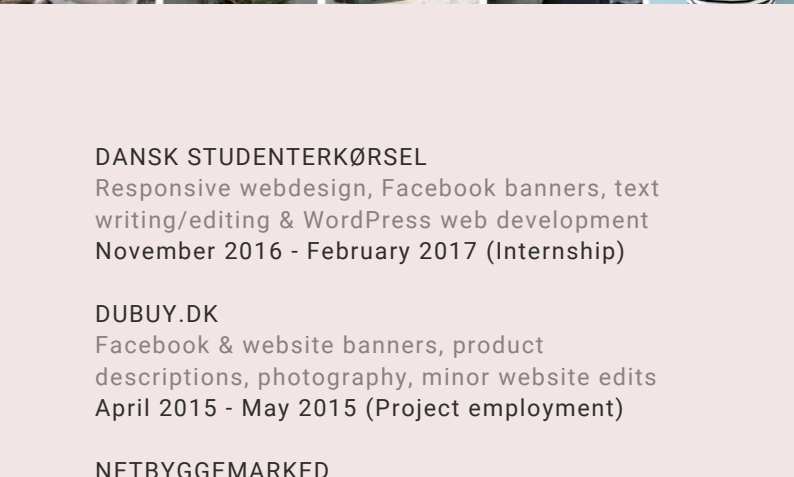 DANSK STUDENTERKØRSEL
Responsive webdesign, Facebook banners, text
writing/editing & WordPress web development
November 2016 - February 2017 (Internship)
DUBUY.DK
Facebook & website banners, product
descriptions, photography, minor website edits
April 2015 - May 2015 (Project employment)
NETBYGGEMARKED